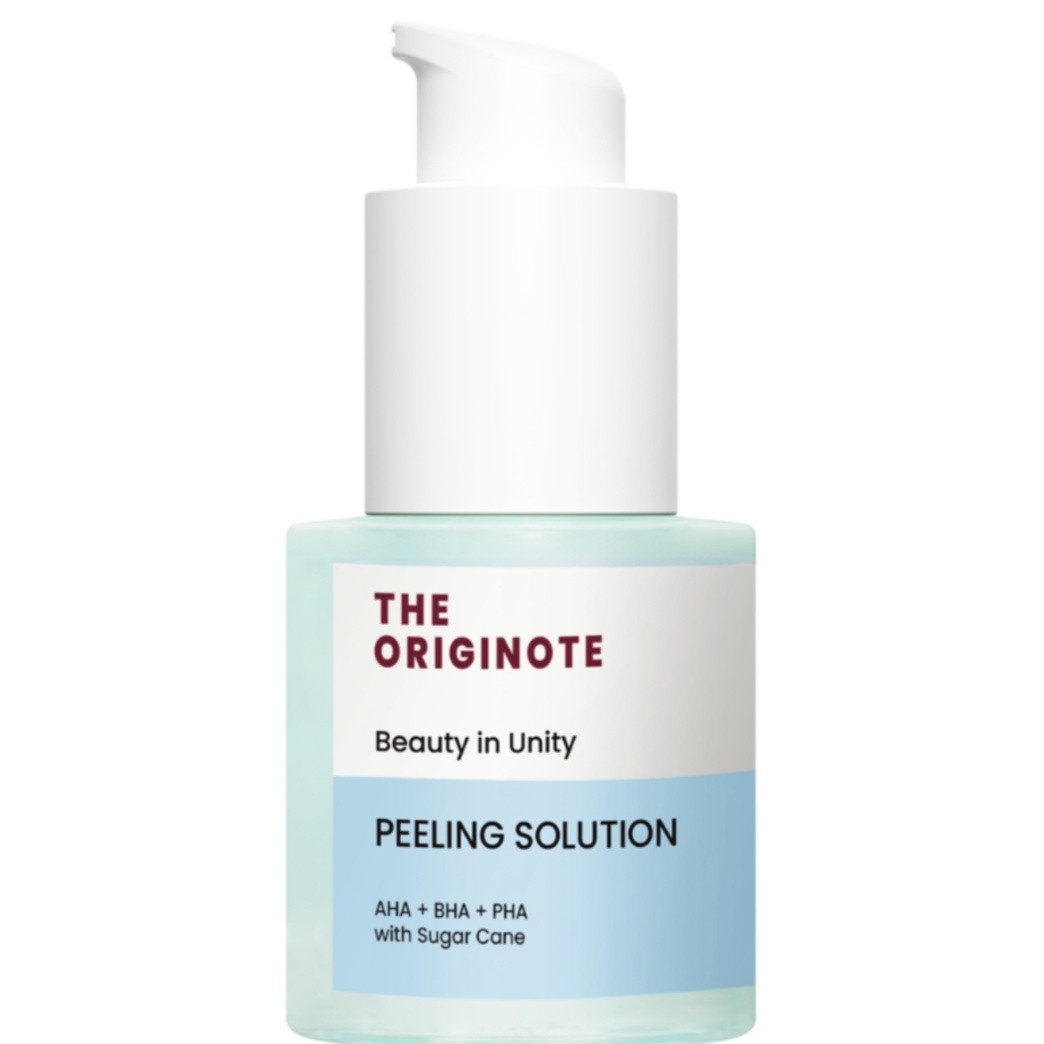 THE
ORIGINOTE
Beauty in Unity
PEELING SOLUTION
AHA + BHA + PHA
with Sugar Cane